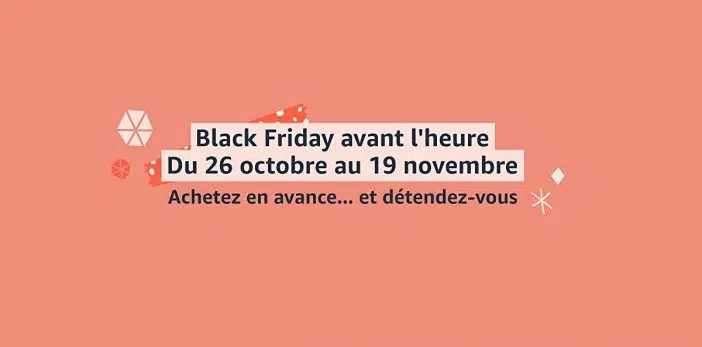 Black Friday avant l'heure
Du 26 octobre au 19 novembre
Achetez en avance... et détendez-vous